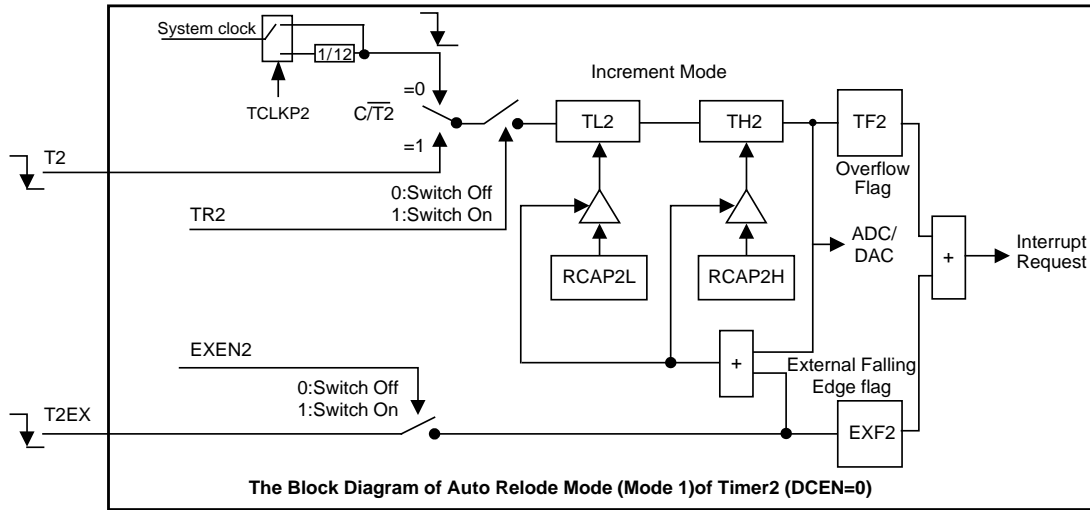 System clock
1/12
TCLKP2
=0
C/T2
=1
Increment Mode
TL2
TH2
TF2
Overflow
Flag
T2
0:Switch Off
1:Switch On
TR2
ADC/
DAC
+
Interrupt
Request
RCAP2L
RCAP2H
EXEN2
0:Switch Off
1:Switch On
+
External Falling
Edge flag
T2EX
EXF2
The Block Diagram of Auto Relode Mode (Mode 1)of Timer2 (DCEN=0)